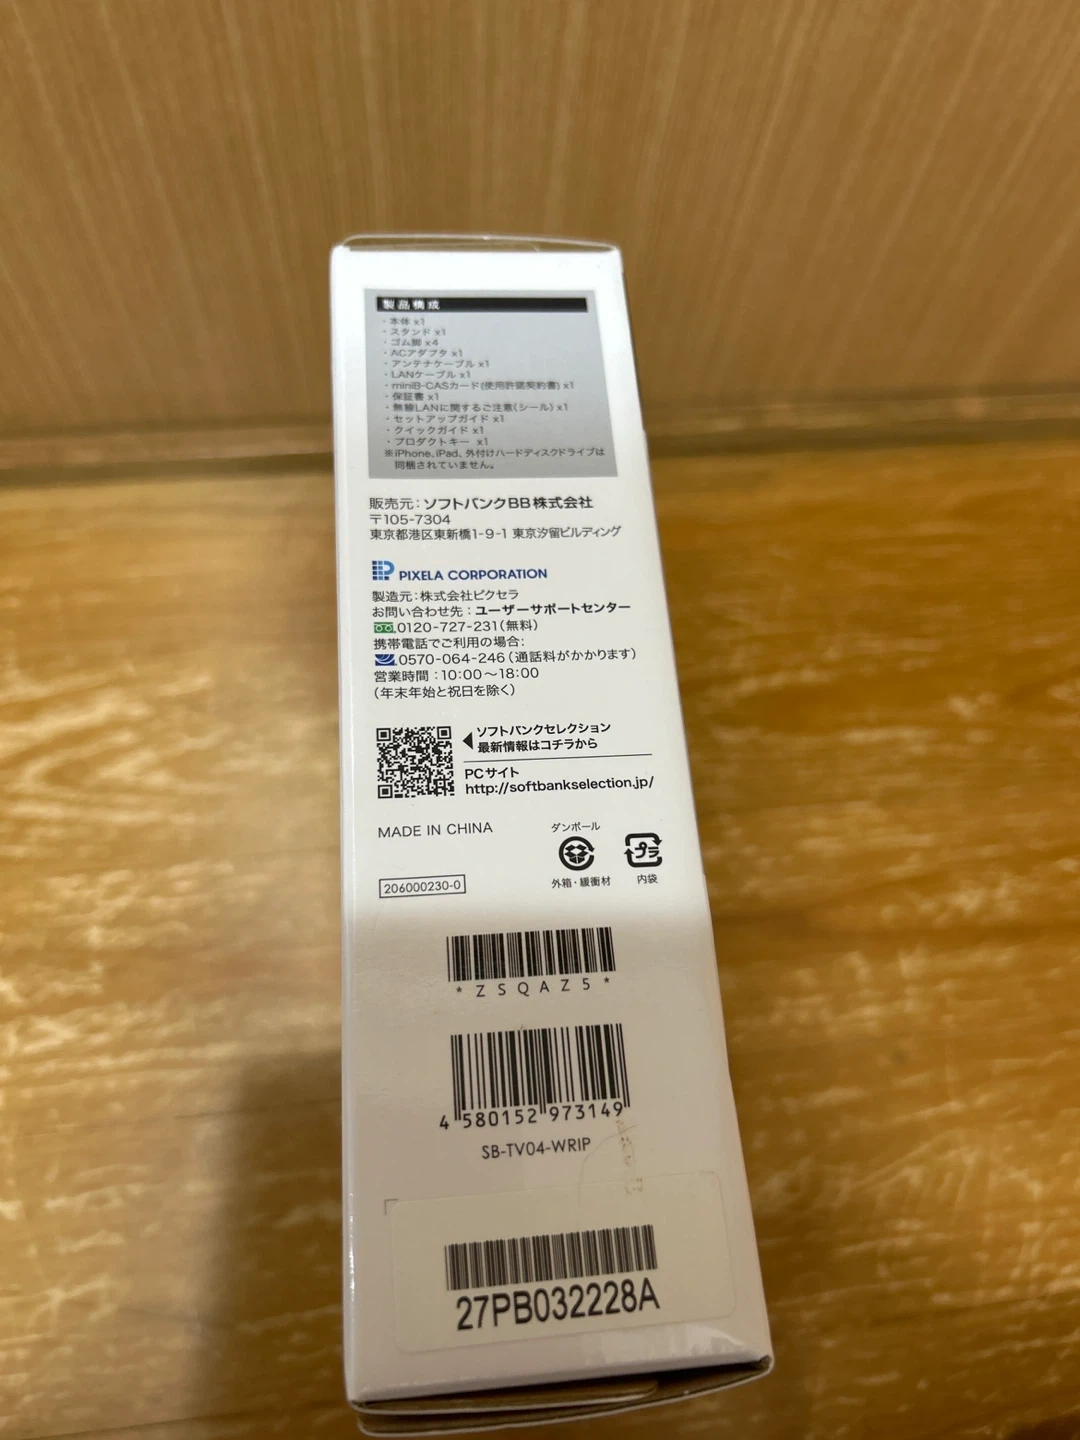 製品構成
・本体 x1
・スタンド x1
・ゴム脚 x4
・ACアダプタ x1
・アンテナケーブル x1
・LANケーブル x1
・miniB-CASカード(使用許諾契約書) x1
・保証書 x1
・無線LANに関するご注意(シール) x1
・セットアップガイド x1
・クイックガイド x1
・プロダクトキー x1
※iPhone、iPad、外付けハードディスクドライブは
同梱されていません。
販売元：ソフトバンクBB株式会社
〒105-7304
東京都港区東新橋1-9-1 東京汐留ビルディング
PIXELA CORPORATION
製造元：株式会社ピクセラ
お問い合わせ先：ユーザーサポートセンター
0120-727-231(無料)
携帯電話でご利用の場合：
0570-064-246(通話料がかかります)
営業時間：10:00～18:00
(年末年始と祝日を除く)
ソフトバンクセレクション
最新情報はコチラから
PCサイト
http://softbankselection.jp/
MADE IN CHINA
ダンボール
プラ
外箱・緩衝材 内袋
206000230-0
*ZSQAZ5*
4 580152 973149
SB-TV04-WRIP
27PB032228A